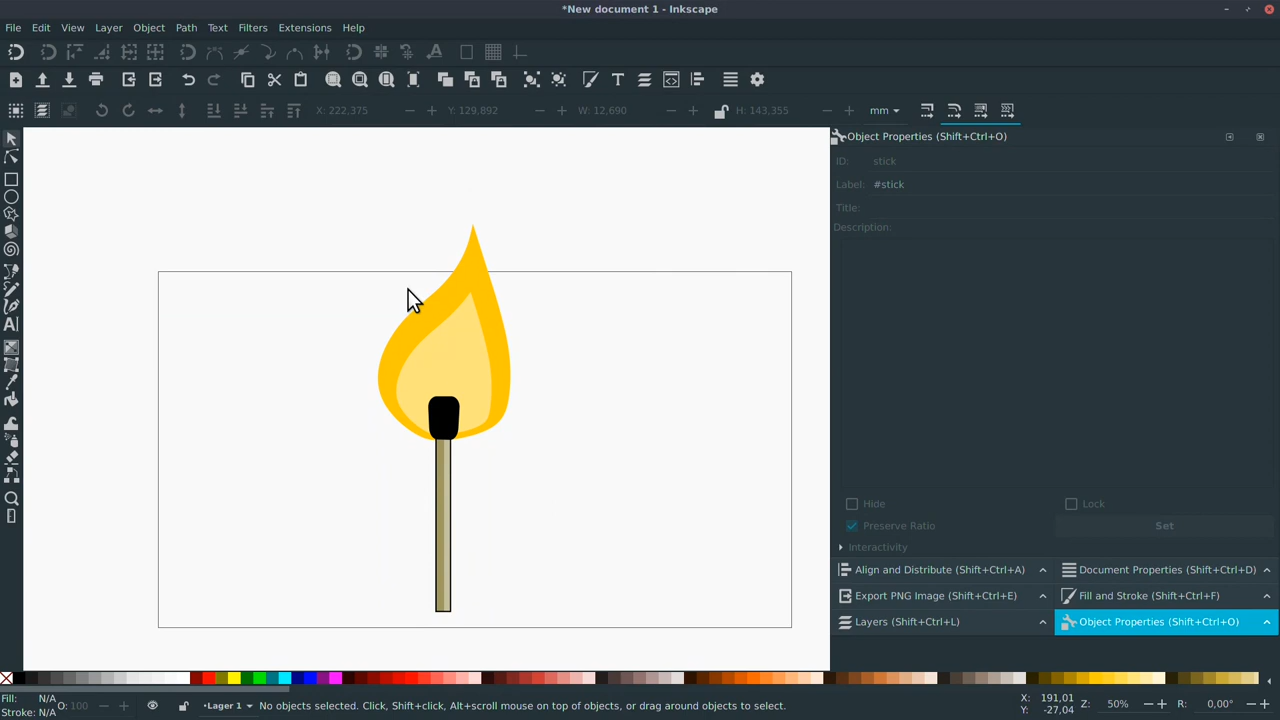 *New document 1 - Inkscape
File Edit View Layer Object Path Filters Text Extensions Help
X: 222,375 Y: 129,892 W: 12,690 H: 143,355 mm
Object Properties (Shift+Ctrl+O)
ID: stick
Label: #stick
Title:
Description:
Hide Lock
Preserve Ratio Set
Interactivity
Align and Distribute (Shift+Ctrl+A) Document Properties (Shift+Ctrl+D)
Export PNG Image (Shift+Ctrl+E) Fill and Stroke (Shift+Ctrl+F)
Layers (Shift+Ctrl+L) Object Properties (Shift+Ctrl+O)
Fill: N/A O: 100 •Lager 1 No objects selected. Click, Shift+click, Alt+scroll mouse on top of objects, or drag around objects to select. X: 191,01 Z: 50% R: 0,00°
Stroke: N/A Y: -27,04